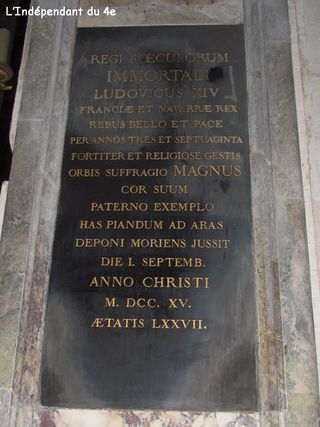 L'Indépendant du 4e
REGI SŒCULORUM
IMMORTALI
LUDOVICUS XIV
FRANCIÆ ET NAVARRÆ REX
REBUS BELLO ET PACE
PER ANNOS TRES ET SEPTUAGINTA
FORTITER ET RELIGIOSE GESTIS
ORBIS SUFFRAGIO MAGNUS
COR SUUM
PATERNO EXEMPLO
HAS PIANDUM AD ARAS
DEPONI MORIENS JUSSIT
DIE I. SEPTEMB.
ANNO CHRISTI
M. DCC. XV.
ÆTATIS LXXVII.